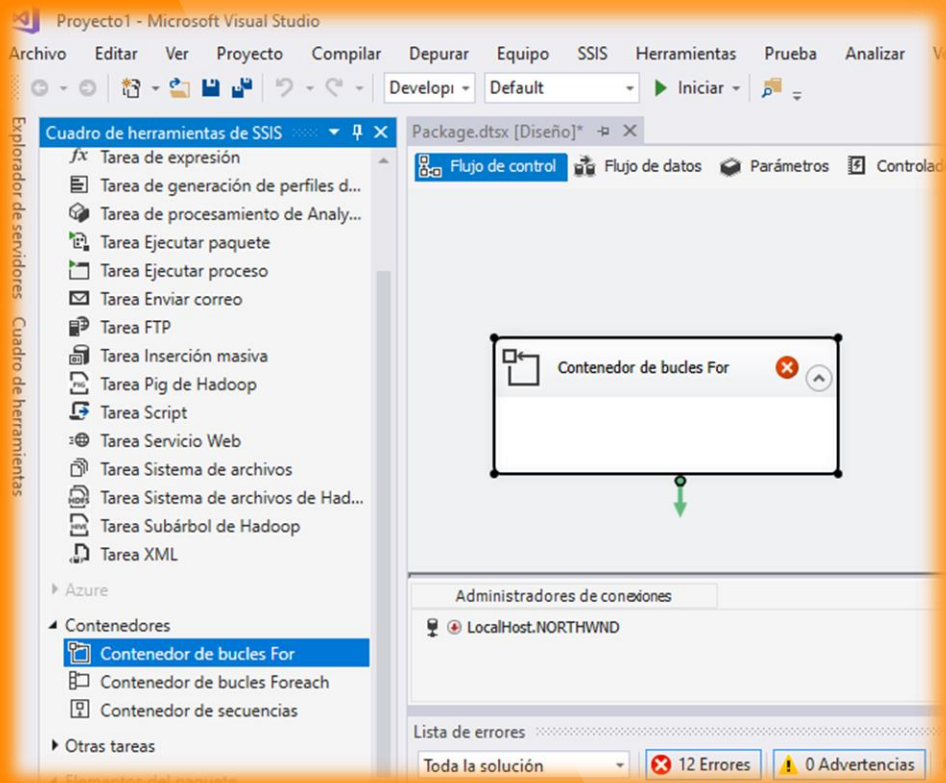 Proyecto1 - Microsoft Visual Studio
Archivo Editar Ver Proyecto Compilar Depurar Equipo SSIS Herramientas Prueba Analizar
Default Iniciar
Explorador de servidores
Cuadro de herramientas
Cuadro de herramientas de SSIS
fx Tarea de expresión
Tarea de generación de perfiles d...
Tarea de procesamiento de Analy...
Tarea Ejecutar paquete
Tarea Ejecutar proceso
Tarea Enviar correo
Tarea FTP
Tarea Inserción masiva
Tarea Pig de Hadoop
Tarea Script
Tarea Servicio Web
Tarea Sistema de archivos
Tarea Sistema de archivos de Had...
Tarea Subárbol de Hadoop
Tarea XML
Azure
Contenedores
Contenedor de bucles For
Contenedor de bucles Foreach
Contenedor de secuencias
Otras tareas
Elementos del paquete
Package.dtsx [Diseño]*
Flujo de control Flujo de datos Parámetros Controlad
Contenedor de bucles For
Administradores de conexiones
LocalHost.NORTHWND
Lista de errores
Toda la solución 12 Errores 0 Advertencias